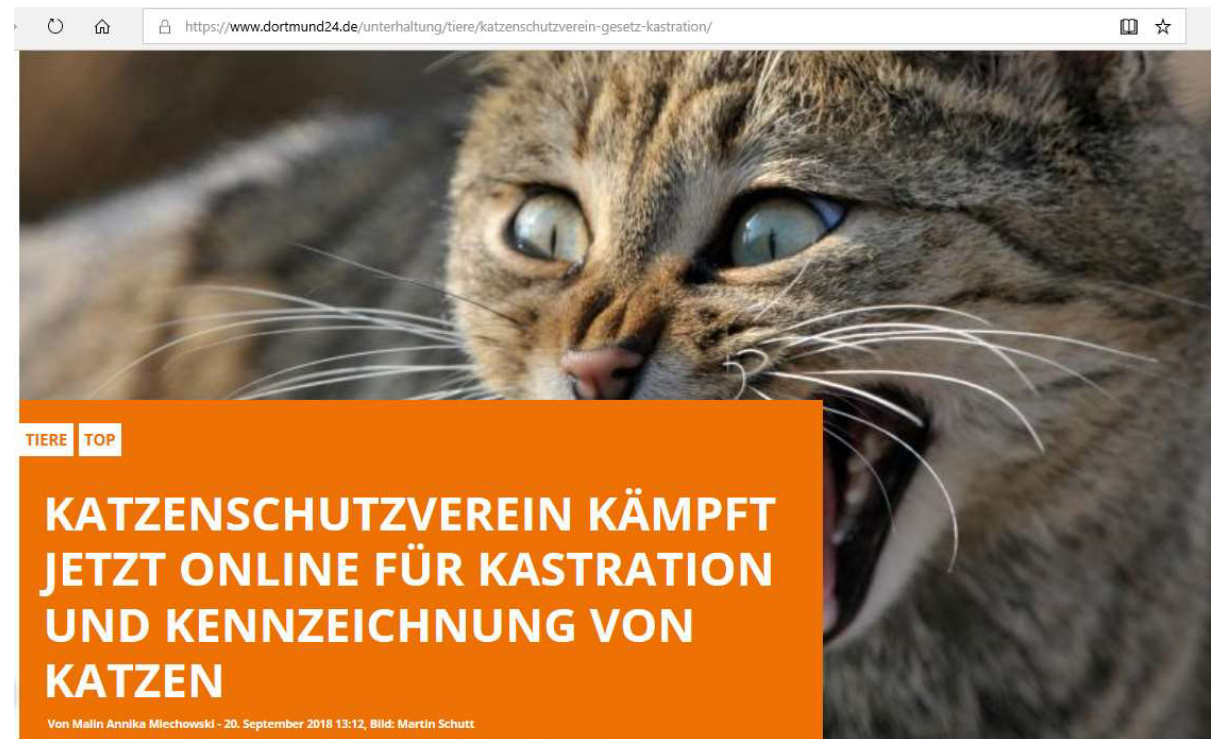 https://www.dortmund24.de/unterhaltung/tiere/katzenschutzverein-gesetz-kastration/
TIERE TOP
KATZENSCHUTZVEREIN KÄMPFT
JETZT ONLINE FÜR KASTRATION
UND KENNZEICHNUNG VON
KATZEN
Von Malin Annika Miechowski - 20. September 2018 13:12, Bild: Martin Schutt